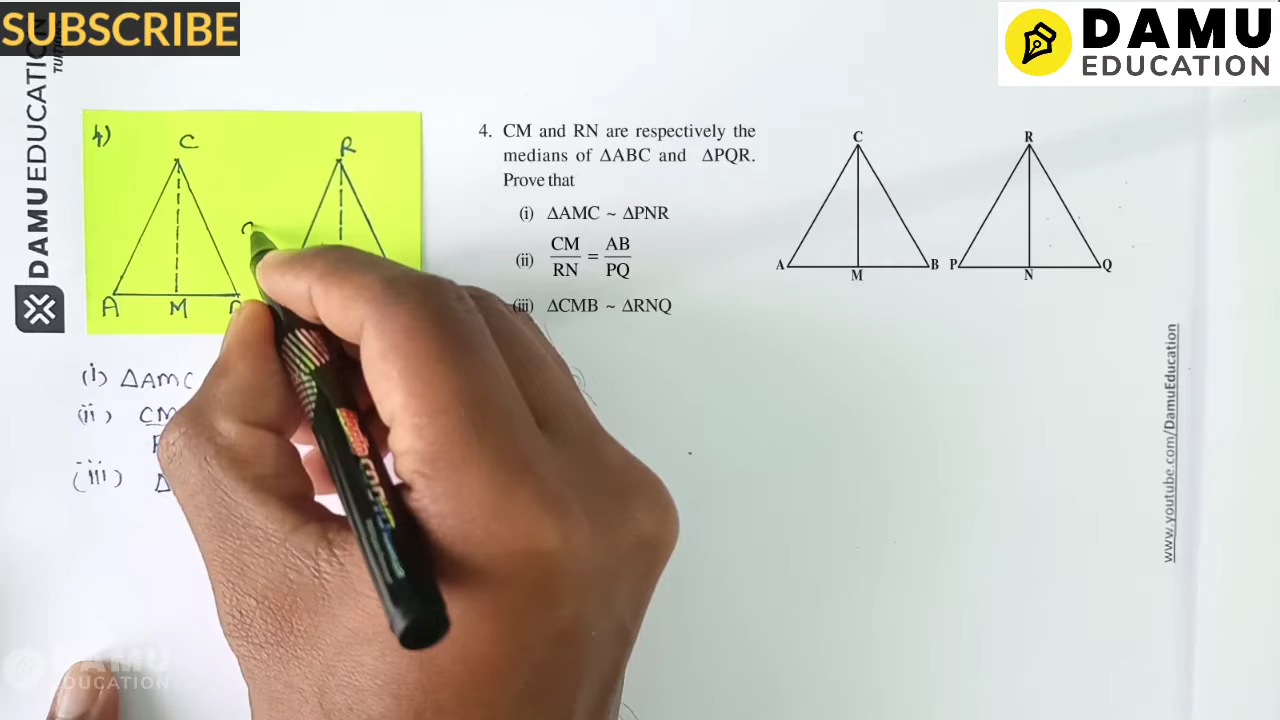 SUBSCRIBE
DAMU
EDUCATION
DAMUEDUCATION
4)
C
R
A
M
(i) ΔAMC
(ii) CM
(iii) Δ
4. CM and RN are respectively the
medians of ΔABC and ΔPQR.
Prove that
(i) ΔAMC ~ ΔPNR
(ii) CM/RN = AB/PQ
(iii) ΔCMB ~ ΔRNQ
C
A
M
B
R
P
N
Q
www.youtube.com/DamuEducation
DAMU
EDUCATION